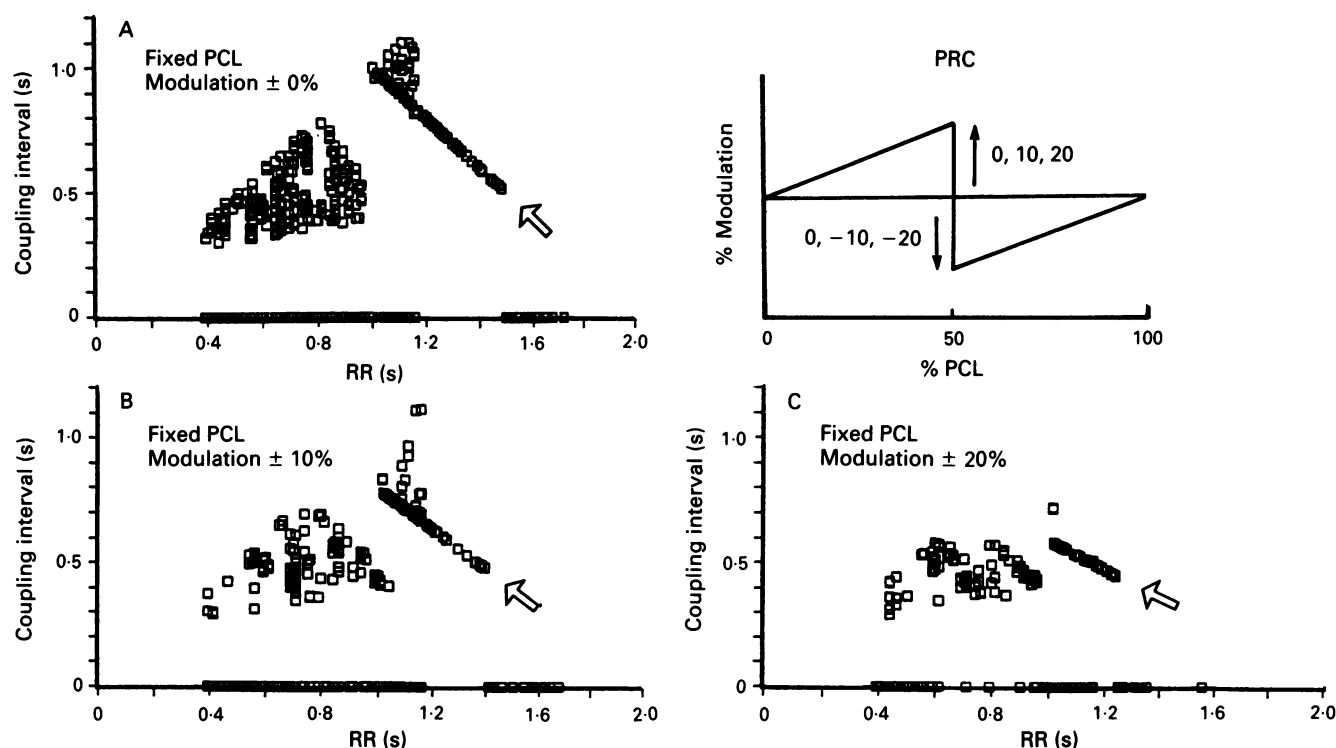 A
Fixed PCL
Modulation ± 0%
Coupling interval (s)
1·0
0·5
0
0
0·4
0·8
1·2
1·6
2·0
RR (s)
PRC
% Modulation
0, 10, 20
0, −10, −20
0
50
100
% PCL
B
Fixed PCL
Modulation ± 10%
Coupling interval (s)
1·0
0·5
0
0
0·4
0·8
1·2
1·6
2·0
RR (s)
C
Fixed PCL
Modulation ± 20%
Coupling interval (s)
1·0
0·5
0
0
0·4
0·8
1·2
1·6
2·0
RR (s)